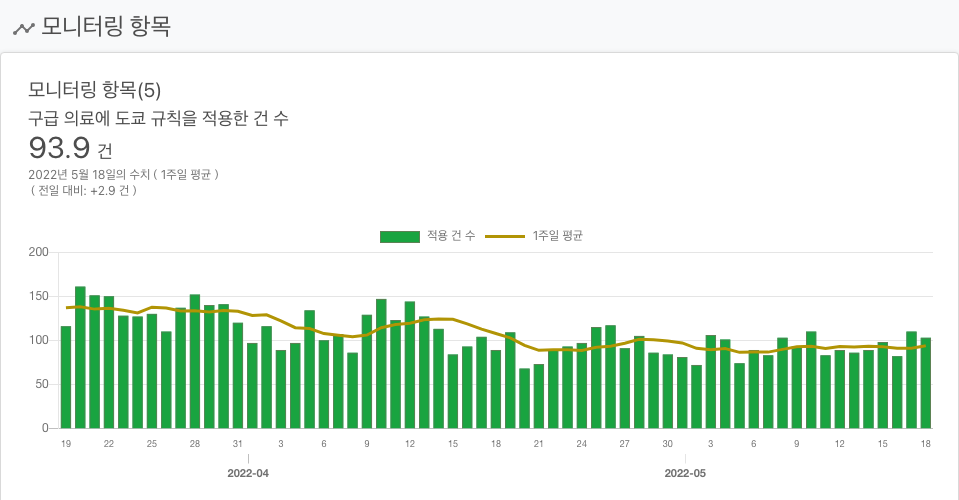 모니터링 항목
모니터링 항목(5)
구급 의료에 도쿄 규칙을 적용한 건 수
93.9 건
2022년 5월 18일의 수치 ( 1주일 평균 )
( 전일 대비: +2.9 건 )
적용 건 수 1주일 평균
200
150
100
50
0
19 22 25 28 31 3 6 9 12 15 18 21 24 27 30 3 6 9 12 15 18
2022-04 2022-05